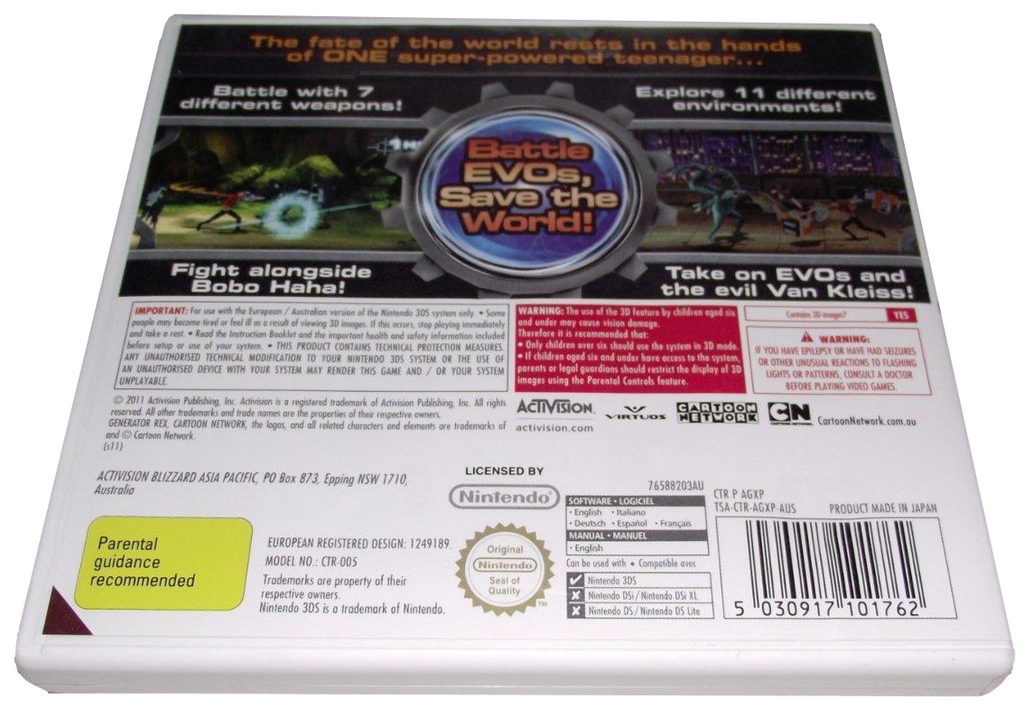 The fate of the world rests in the hands
of ONE super-powered teenager...
Battle with 7
different weapons!
Explore 11 different
environments!
Battle
EVOs,
Save the
World!
Fight alongside
Bobo Haha!
Take on EVOs and
the evil Van Kleiss!
IMPORTANT: For use with the European / Australian version of the Nintendo 3DS system only. • Some
people may become tired or feel ill as a result of viewing 3D images. If this occurs, stop playing immediately
and take a rest. • Read the Instruction Booklet and the important health and safety information included
before setup or use of your system. • THIS PRODUCT CONTAINS TECHNICAL PROTECTION MEASURES.
ANY UNAUTHORISED TECHNICAL MODIFICATION TO YOUR NINTENDO 3DS SYSTEM OR THE USE OF
AN UNAUTHORISED DEVICE WITH YOUR SYSTEM MAY RENDER THIS GAME AND / OR YOUR SYSTEM
UNPLAYABLE.
WARNING: The use of the 3D feature by children aged six
and under may cause vision damage.
Therefore it is recommended that:
• Only children over six should use the system in 3D mode.
• If children aged six and under have access to the system,
parents or legal guardians should restrict the display of 3D
images using the Parental Controls feature.
Contains 3D images? YES
WARNING:
IF YOU HAVE EPILEPSY OR HAVE HAD SEIZURES
OR OTHER UNUSUAL REACTIONS TO FLASHING
LIGHTS OR PATTERNS, CONSULT A DOCTOR
BEFORE PLAYING VIDEO GAMES.
© 2011 Activision Publishing, Inc. Activision is a registered trademark of Activision Publishing, Inc. All rights
reserved. All other trademarks and trade names are the properties of their respective owners.
GENERATOR REX, CARTOON NETWORK, the logos, and all related characters and elements are trademarks of
and © Cartoon Network.
(s11)
ACTIVISION.
activision.com
VIRTUOS
CARTOON
NETWORK
CN
CARTOON NETWORK
CartoonNetwork.com.au
ACTIVISION BLIZZARD ASIA PACIFIC, PO Box 873, Epping NSW 1710,
Australia
LICENSED BY
Nintendo®
76588203AU
CTR P AGXP
TSA-CTR-AGXP-AUS
PRODUCT MADE IN JAPAN
SOFTWARE • LOGICIEL
• English • Italiano
• Deutsch • Español • Français
MANUAL • MANUEL
• English
Can be used with • Compatible avec
Nintendo 3DS
Nintendo DSi / Nintendo DSi XL
Nintendo DS / Nintendo DS Lite
Parental
guidance
recommended
EUROPEAN REGISTERED DESIGN: 1249189.
MODEL NO.: CTR-005
Trademarks are property of their
respective owners.
Nintendo 3DS is a trademark of Nintendo.
Original
Nintendo
Seal of
Quality
TM
5 030917 101762